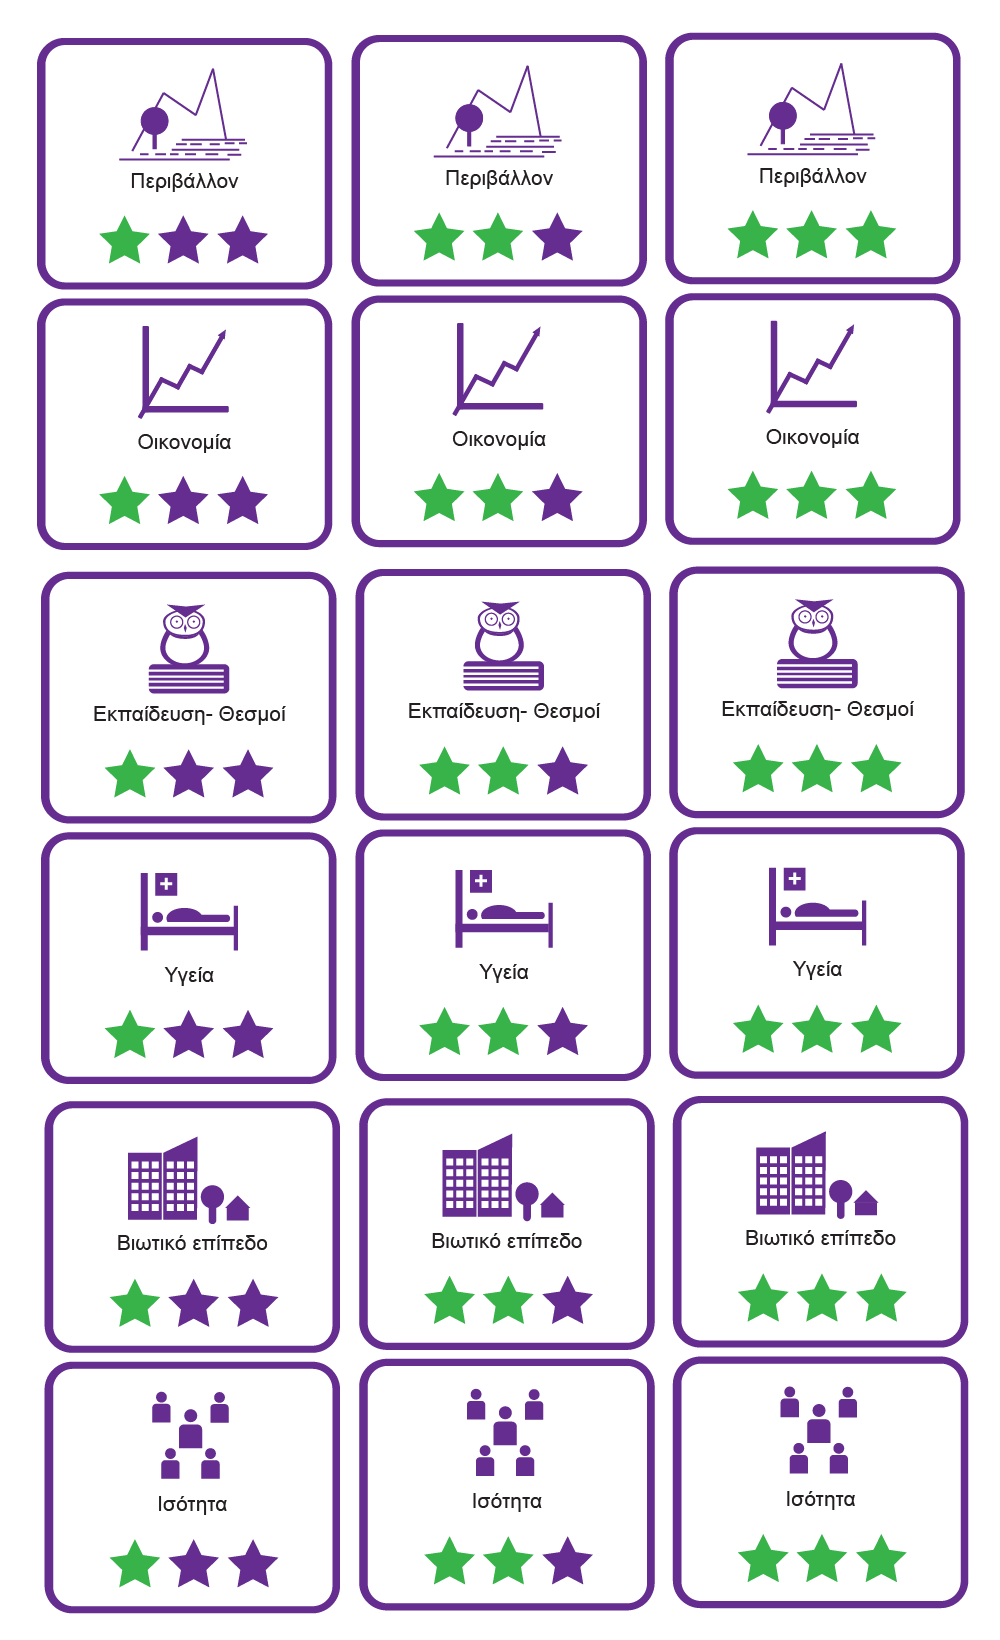 Περιβάλλον
Περιβάλλον
Περιβάλλον
Οικονομία
Οικονομία
Οικονομία
Εκπαίδευση- Θεσμοί
Εκπαίδευση- Θεσμοί
Εκπαίδευση- Θεσμοί
Υγεία
Υγεία
Υγεία
Βιωτικό επίπεδο
Βιωτικό επίπεδο
Βιωτικό επίπεδο
Ισότητα
Ισότητα
Ισότητα